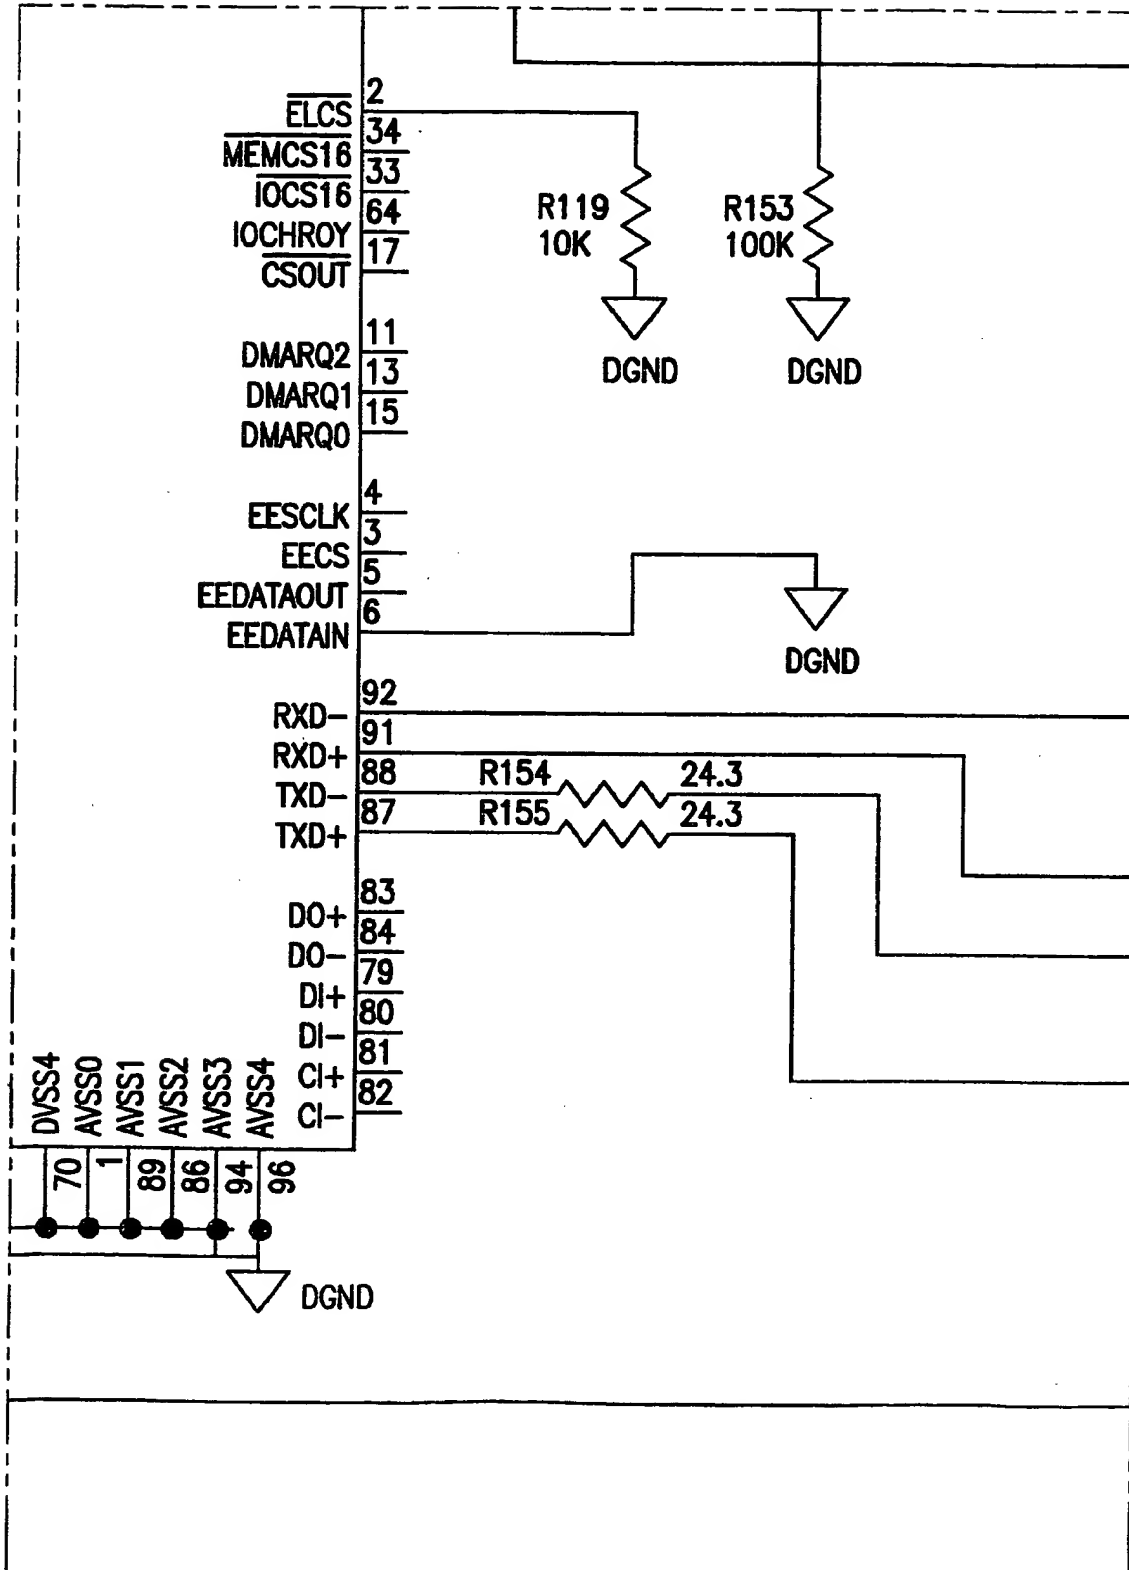 2
ELCS
34
MEMCS16
33
IOCS16
64
IOCHROY
17
CSOUT
R119
10K
R153
100K
DGND
DGND
11
DMARQ2
13
DMARQ1
15
DMARQ0
4
EESCLK
3
EECS
5
EEDATAOUT
6
EEDATAIN
DGND
92
RXD-
91
RXD+
88
TXD-
R154
24.3
87
TXD+
R155
24.3
83
DO+
84
DO-
79
DI+
80
DI-
81
CI+
82
CI-
DVSS4
AVSS0
AVSS1
AVSS2
AVSS3
AVSS4
70
1
89
86
94
96
DGND